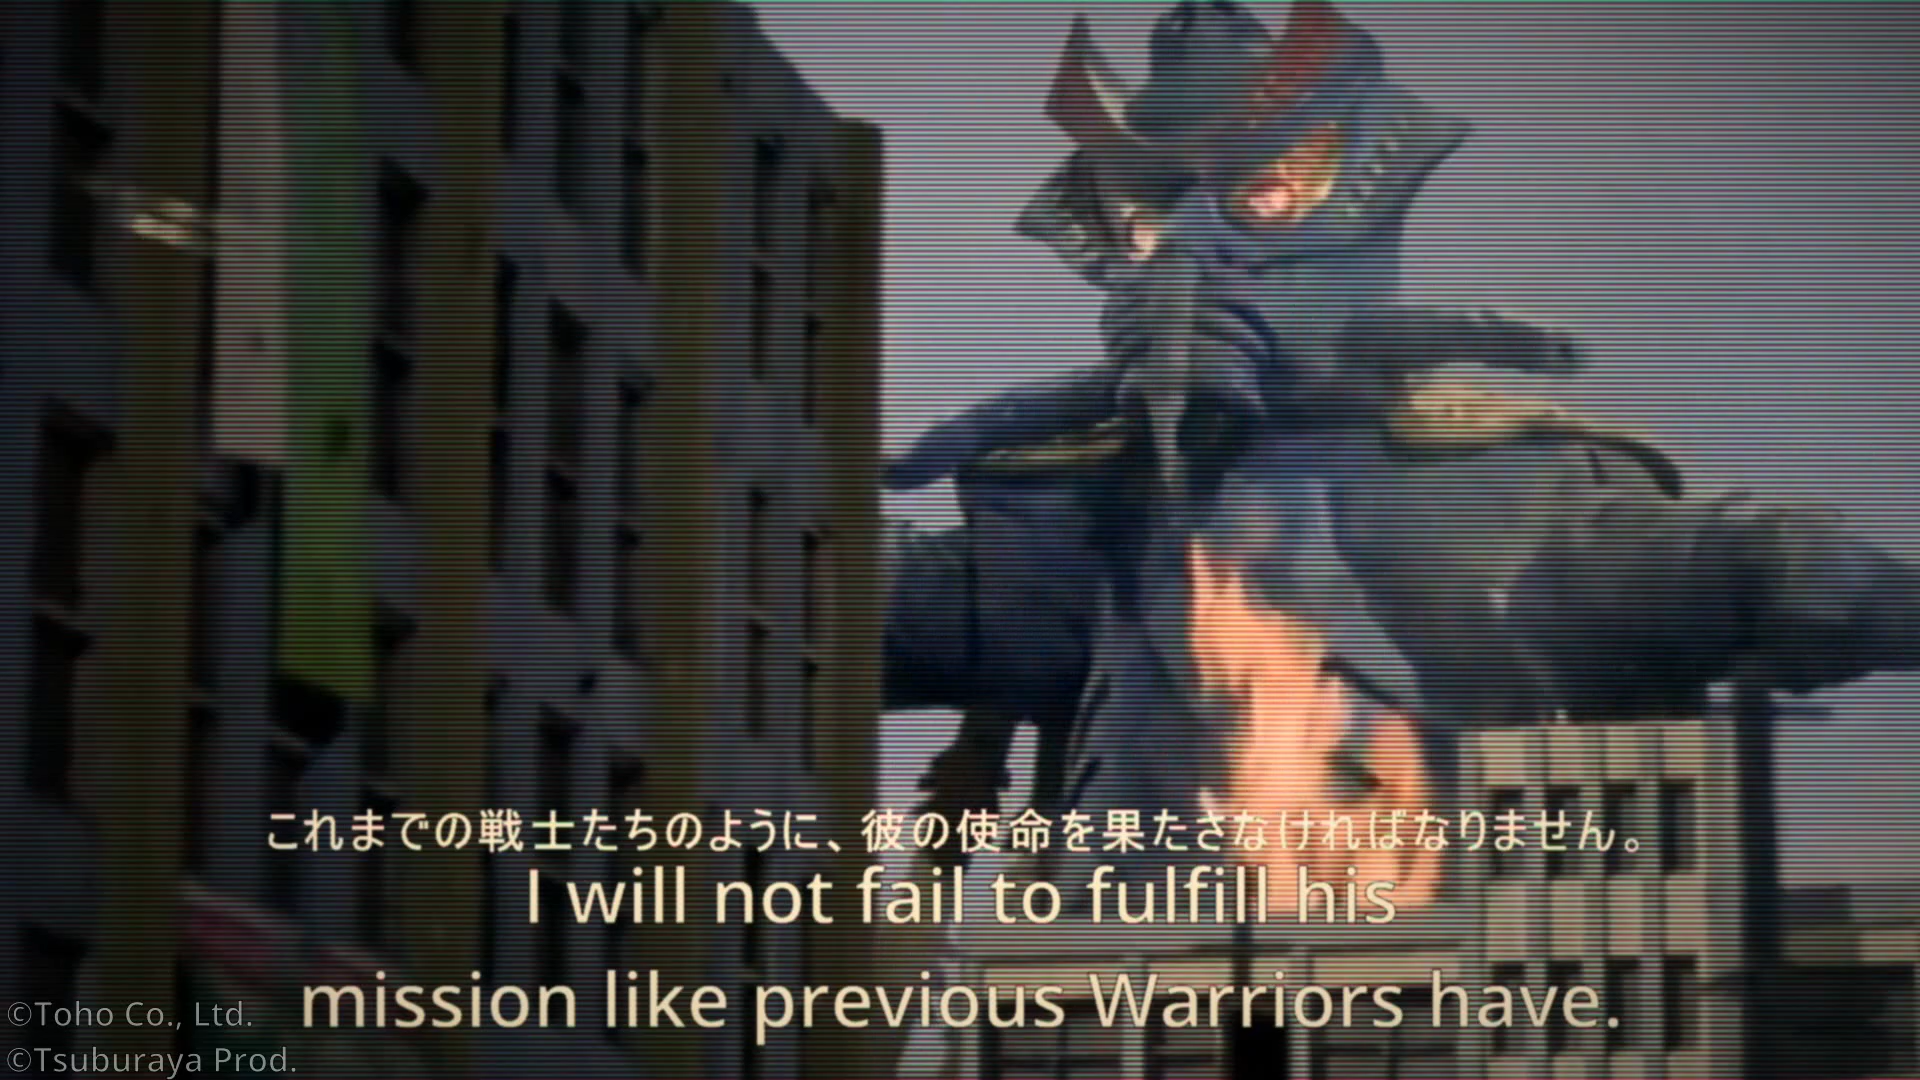 これまでの戦士たちのように、彼の使命を果たさなければなりません。
I will not fail to fulfill his
mission like previous Warriors have.
©Toho Co., Ltd.
©Tsuburaya Prod.